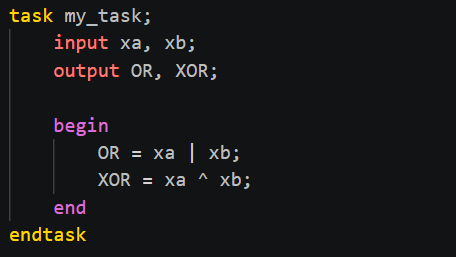 task my_task;
input xa, xb;
output OR, XOR;
begin
OR = xa | xb;
XOR = xa ^ xb;
end
endtask